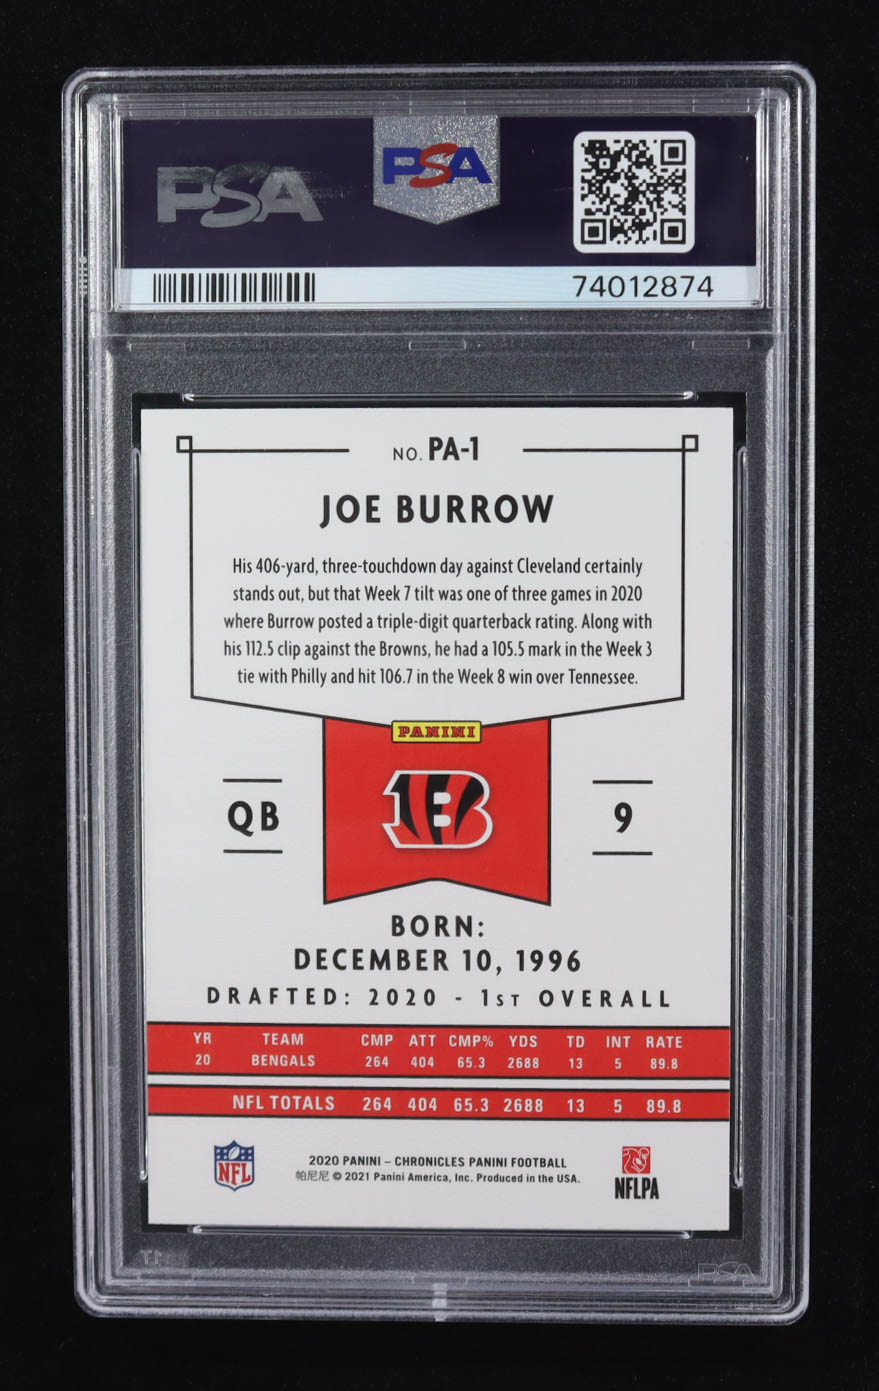 PSA
PSA
74012874
NO. PA-1
JOE BURROW
His 406-yard, three-touchdown day against Cleveland certainly
stands out, but that Week 7 tilt was one of three games in 2020
where Burrow posted a triple-digit quarterback rating. Along with
his 112.5 clip against the Browns, he had a 105.5 mark in the Week 3
tie with Philly and hit 106.7 in the Week 8 win over Tennessee.
PANINI
QB
B
9
BORN:
DECEMBER 10, 1996
DRAFTED: 2020 - 1ST OVERALL
YR TEAM CMP ATT CMP% YDS TD INT RATE
20 BENGALS 264 404 65.3 2688 13 5 89.8
NFL TOTALS 264 404 65.3 2688 13 5 89.8
NFL
2020 PANINI – CHRONICLES PANINI FOOTBALL
帕尼尼 © 2021 Panini America, Inc. Produced in the USA.
NFLPA
PSA